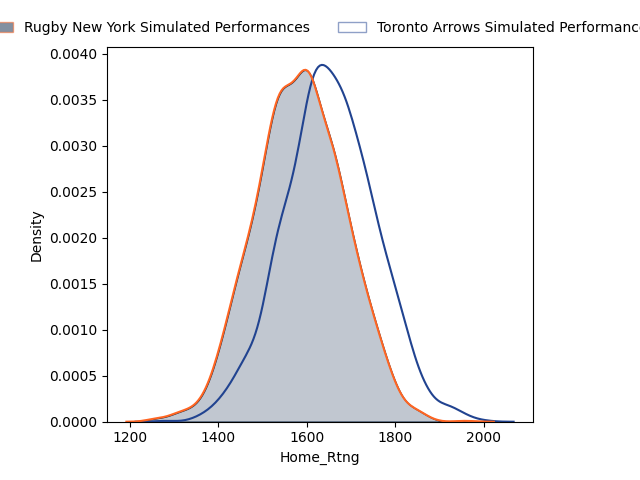 Rugby New York Simulated Performances
Toronto Arrows Simulated Performanc
0.0040
0.0035
0.0030
0.0025
0.0020
0.0015
0.0010
0.0005
0.0000
Density
1200 1400 1600 1800 2000
Home_Rtng